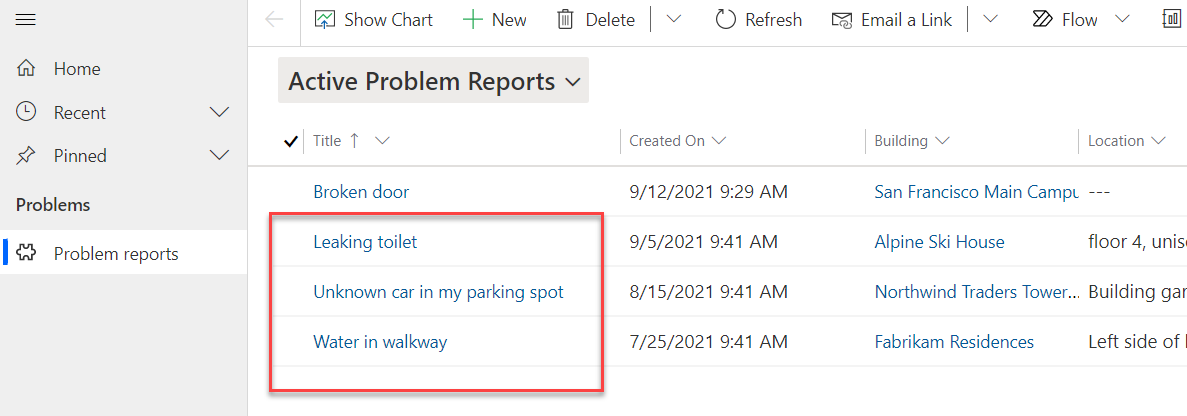 Show Chart New Delete Refresh Email a Link Flow
Home
Recent
Pinned
Problems
Problem reports
Active Problem Reports
Title Created On Building Location
Broken door 9/12/2021 9:29 AM San Francisco Main Campu ---
Leaking toilet 9/5/2021 9:41 AM Alpine Ski House floor 4, unis
Unknown car in my parking spot 8/15/2021 9:41 AM Northwind Traders Tower... Building gar
Water in walkway 7/25/2021 9:41 AM Fabrikam Residences Left side of